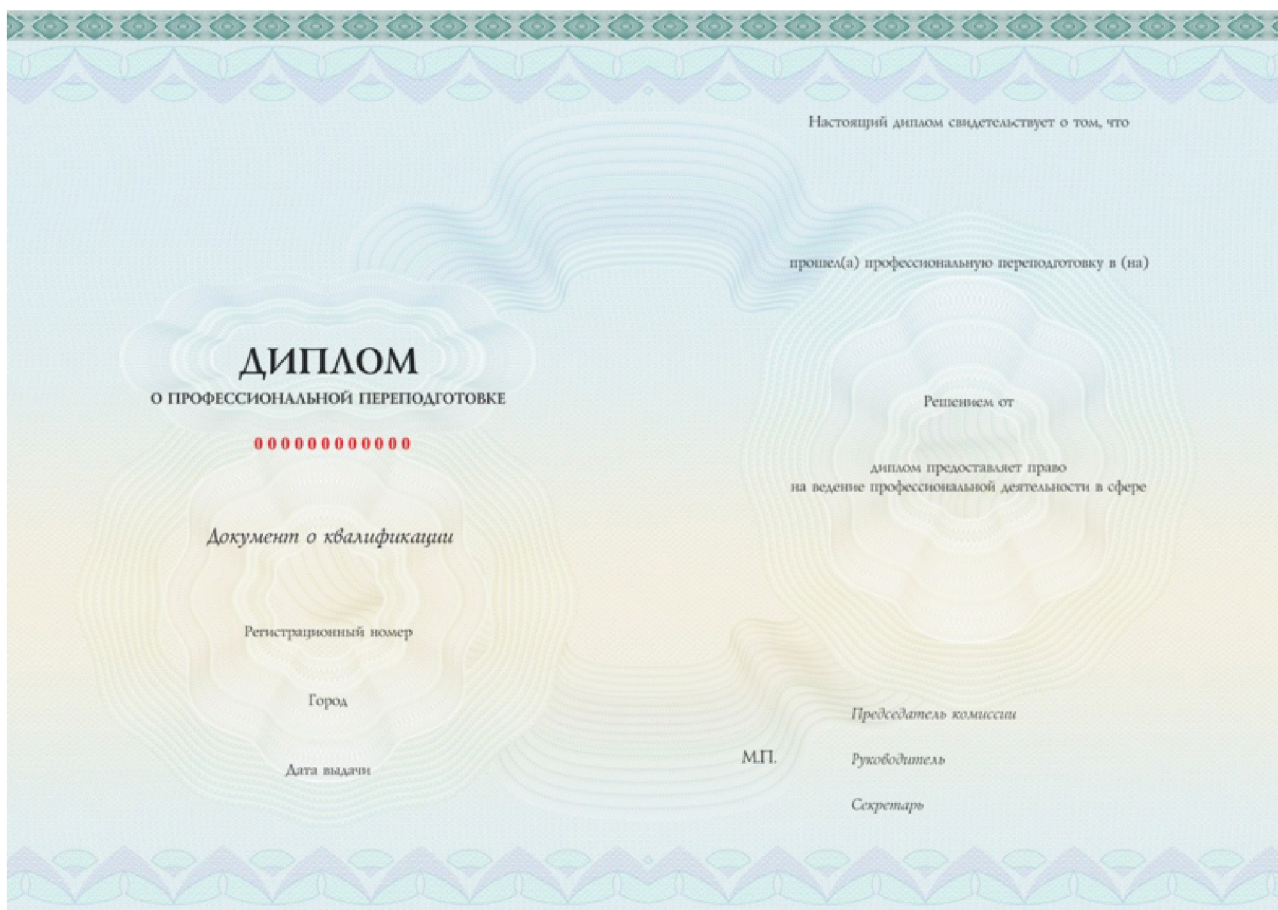 ДИПЛОМ
О ПРОФЕССИОНАЛЬНОЙ ПЕРЕПОДГОТОВКЕ
000000000000
Документ о квалификации
Регистрационный номер
Город
Дата выдачи
Настоящий диплом свидетельствует о том, что
прошел(а) профессиональную переподготовку в (на)
Решением от
диплом предоставляет право
на ведение профессиональной деятельности в сфере
М.П.
Председатель комиссии
Руководитель
Секретарь